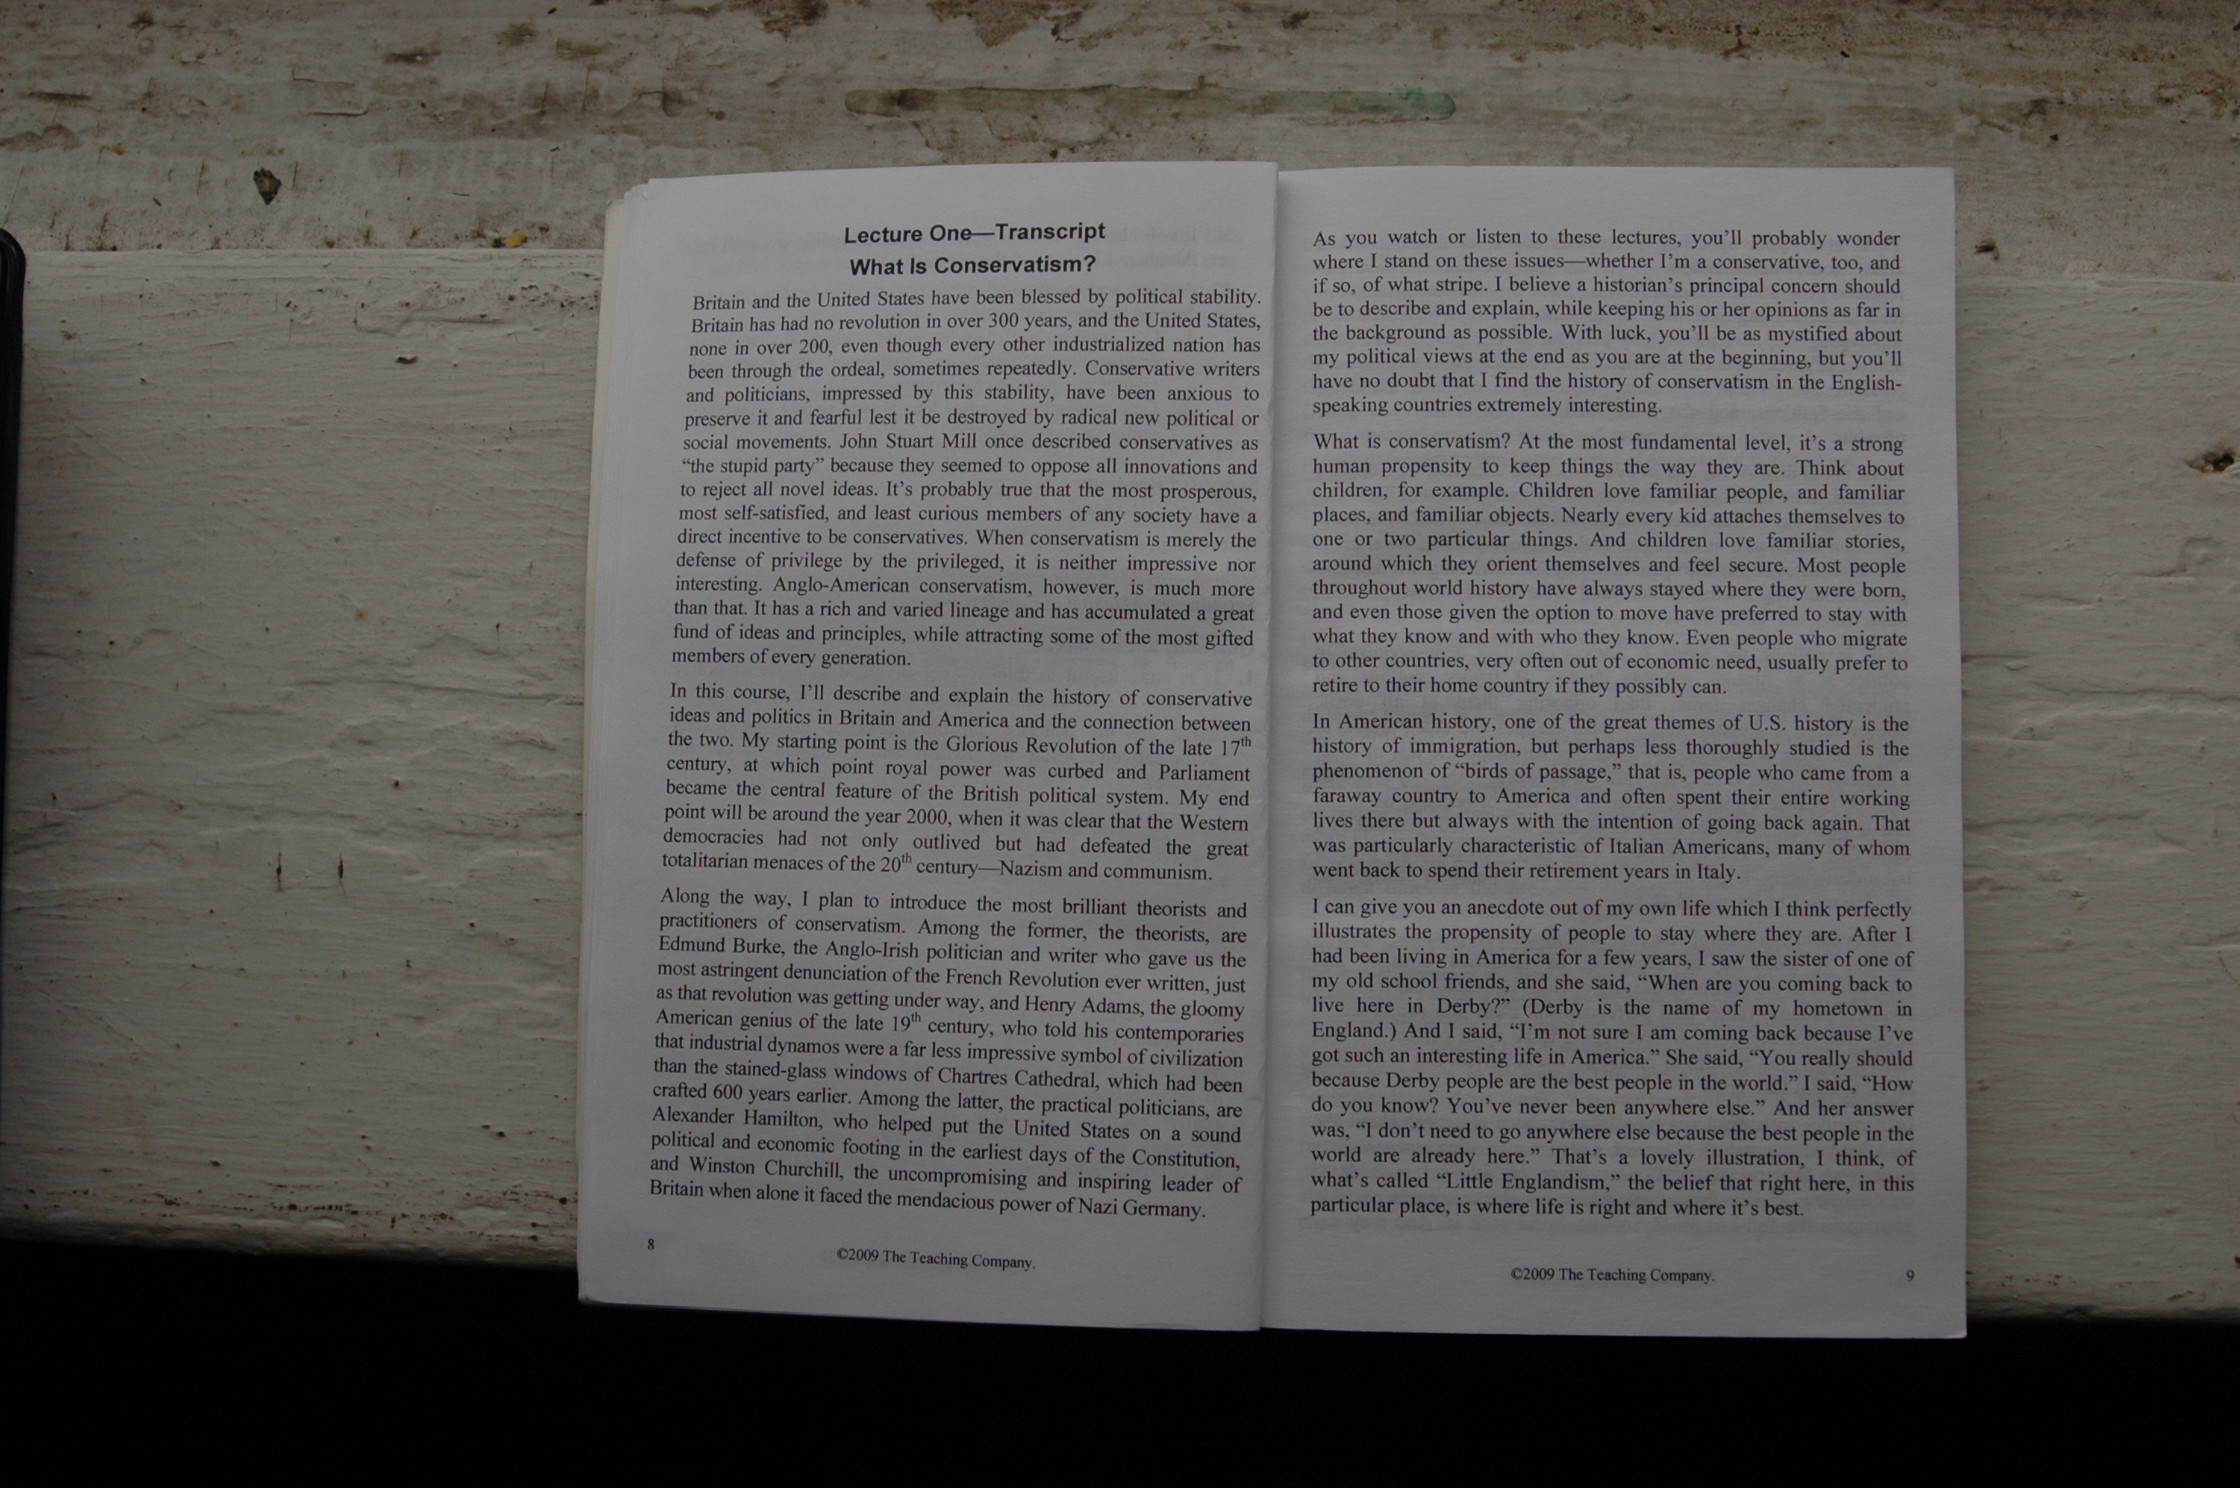 Lecture One—Transcript
What Is Conservatism?
Britain and the United States have been blessed by political stability.
Britain has had no revolution in over 300 years, and the United States,
none in over 200, even though every other industrialized nation has
been through the ordeal, sometimes repeatedly. Conservative writers
and politicians, impressed by this stability, have been anxious to
preserve it and fearful lest it be destroyed by radical new political or
social movements. John Stuart Mill once described conservatives as
“the stupid party” because they seemed to oppose all innovations and
to reject all novel ideas. It’s probably true that the most prosperous,
most self-satisfied, and least curious members of any society have a
direct incentive to be conservatives. When conservatism is merely the
defense of privilege by the privileged, it is neither impressive nor
interesting. Anglo-American conservatism, however, is much more
than that. It has a rich and varied lineage and has accumulated a great
fund of ideas and principles, while attracting some of the most gifted
members of every generation.
In this course, I’ll describe and explain the history of conservative
ideas and politics in Britain and America and the connection between
the two. My starting point is the Glorious Revolution of the late 17th
century, at which point royal power was curbed and Parliament
became the central feature of the British political system. My end
point will be around the year 2000, when it was clear that the Western
democracies had not only outlived but had defeated the great
totalitarian menaces of the 20th century—Nazism and communism.
Along the way, I plan to introduce the most brilliant theorists and
practitioners of conservatism. Among the former, the theorists, are
Edmund Burke, the Anglo-Irish politician and writer who gave us the
most astringent denunciation of the French Revolution ever written, just
as that revolution was getting under way, and Henry Adams, the gloomy
American genius of the late 19th century, who told his contemporaries
that industrial dynamos were a far less impressive symbol of civilization
than the stained-glass windows of Chartres Cathedral, which had been
crafted 600 years earlier. Among the latter, the practical politicians, are
Alexander Hamilton, who helped put the United States on a sound
political and economic footing in the earliest days of the Constitution,
and Winston Churchill, the uncompromising and inspiring leader of
Britain when alone it faced the mendacious power of Nazi Germany.
8
©2009 The Teaching Company.
As you watch or listen to these lectures, you’ll probably wonder
where I stand on these issues—whether I’m a conservative, too, and
if so, of what stripe. I believe a historian’s principal concern should
be to describe and explain, while keeping his or her opinions as far in
the background as possible. With luck, you’ll be as mystified about
my political views at the end as you are at the beginning, but you’ll
have no doubt that I find the history of conservatism in the English-
speaking countries extremely interesting.
What is conservatism? At the most fundamental level, it’s a strong
human propensity to keep things the way they are. Think about
children, for example. Children love familiar people, and familiar
places, and familiar objects. Nearly every kid attaches themselves to
one or two particular things. And children love familiar stories,
around which they orient themselves and feel secure. Most people
throughout world history have always stayed where they were born,
and even those given the option to move have preferred to stay with
what they know and with who they know. Even people who migrate
to other countries, very often out of economic need, usually prefer to
retire to their home country if they possibly can.
In American history, one of the great themes of U.S. history is the
history of immigration, but perhaps less thoroughly studied is the
phenomenon of “birds of passage,” that is, people who came from a
faraway country to America and often spent their entire working
lives there but always with the intention of going back again. That
was particularly characteristic of Italian Americans, many of whom
went back to spend their retirement years in Italy.
I can give you an anecdote out of my own life which I think perfectly
illustrates the propensity of people to stay where they are. After I
had been living in America for a few years, I saw the sister of one of
my old school friends, and she said, “When are you coming back to
live here in Derby?” (Derby is the name of my hometown in
England.) And I said, “I’m not sure I am coming back because I’ve
got such an interesting life in America.” She said, “You really should
because Derby people are the best people in the world.” I said, “How
do you know? You’ve never been anywhere else.” And her answer
was, “I don’t need to go anywhere else because the best people in the
world are already here.” That’s a lovely illustration, I think, of
what’s called “Little Englandism,” the belief that right here, in this
particular place, is where life is right and where it’s best.
©2009 The Teaching Company.
9